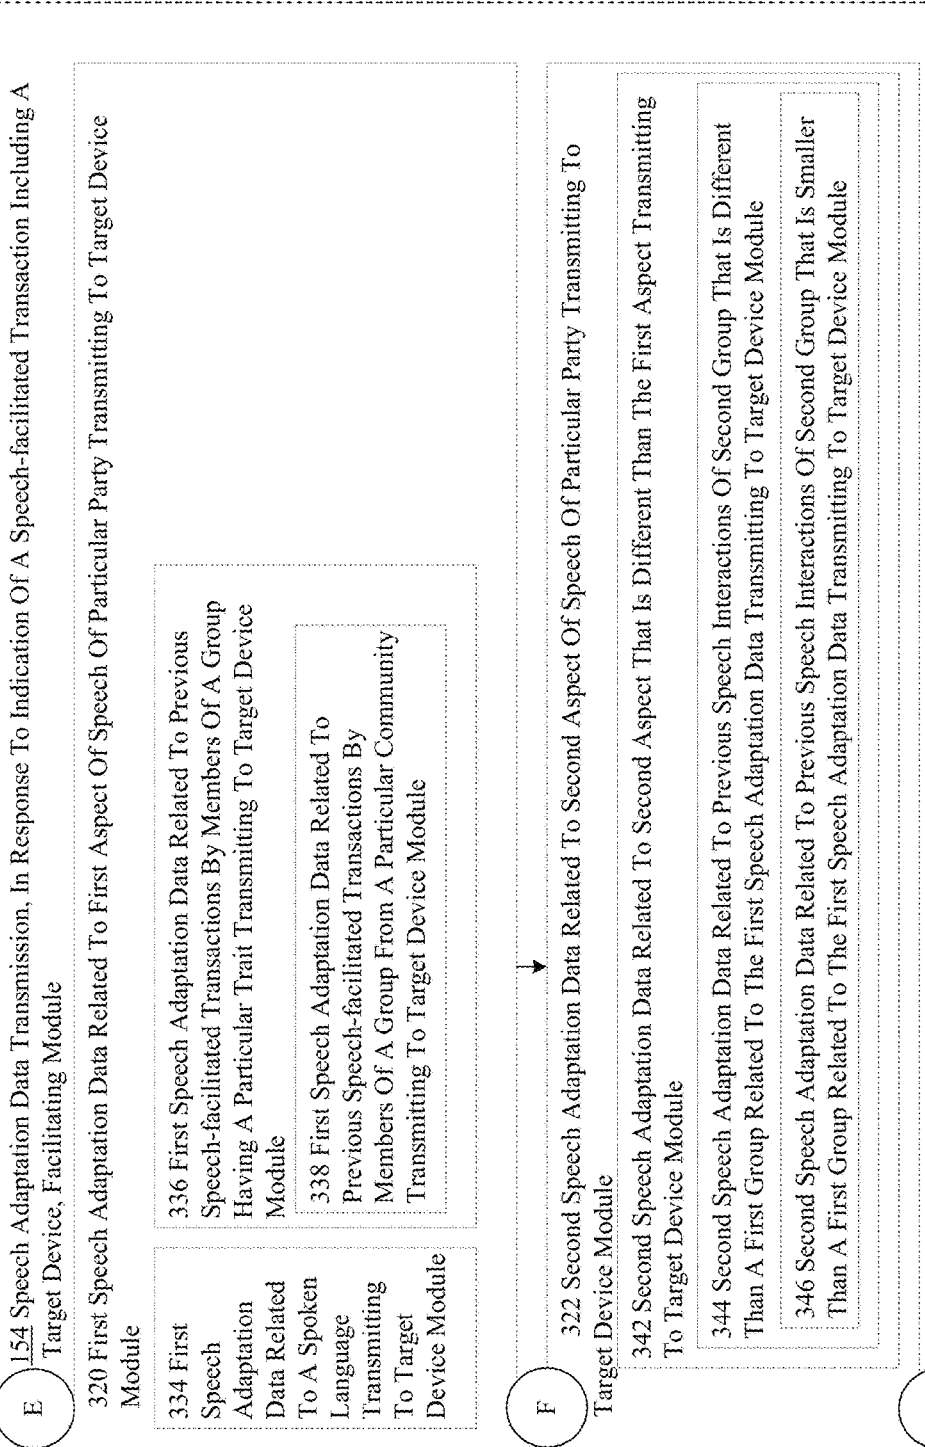 154 Speech Adaptation Data Transmission, In Response To Indication Of A Speech-facilitated Transaction Including A
Target Device, Facilitating Module
E
320 First Speech Adaptation Data Related To First Aspect Of Speech Of Particular Party Transmitting To Target Device
Module
334 First
Speech
Adaptation
Data Related
To A Spoken
Language
Transmitting
To Target
Device Module
336 First Speech Adaptation Data Related To Previous
Speech-facilitated Transactions By Members Of A Group
Having A Particular Trait Transmitting To Target Device
Module
338 First Speech Adaptation Data Related To
Previous Speech-facilitated Transactions By
Members Of A Group From A Particular Community
Transmitting To Target Device Module
F
322 Second Speech Adaptation Data Related To Second Aspect Of Speech Of Particular Party Transmitting To
Target Device Module
342 Second Speech Adaptation Data Related To Second Aspect That Is Different Than The First Aspect Transmitting
To Target Device Module
344 Second Speech Adaptation Data Related To Previous Speech Interactions Of Second Group That Is Different
Than A First Group Related To The First Speech Adaptation Data Transmitting To Target Device Module
346 Second Speech Adaptation Data Related To Previous Speech Interactions Of Second Group That Is Smaller
Than A First Group Related To The First Speech Adaptation Data Transmitting To Target Device Module